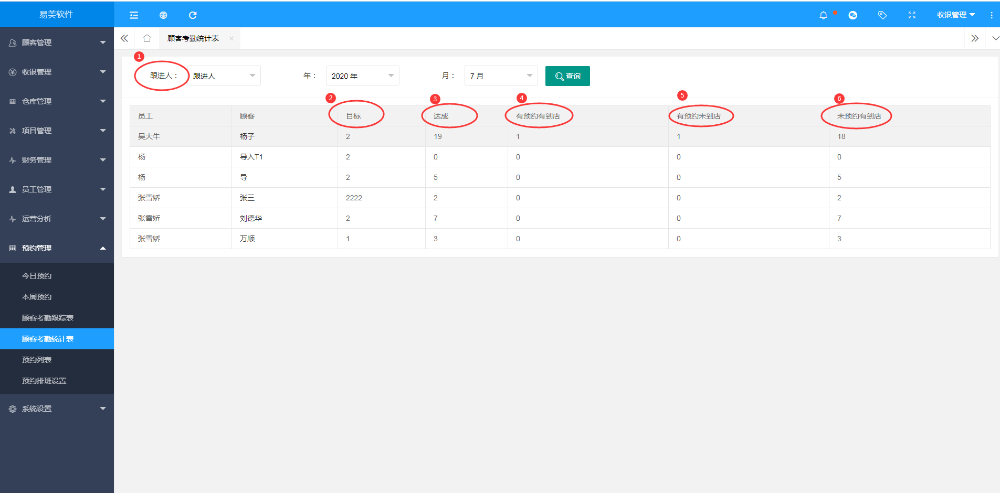 易美软件
收银管理
顾客管理
收银管理
仓库管理
项目管理
财务管理
员工管理
运营分析
预约管理
今日预约
本周预约
顾客考勤跟踪表
顾客考勤统计表
预约列表
预约排班设置
系统设置
顾客考勤统计表
1
跟进人： 跟进人 年： 2020 年 月： 7 月 查询
2 3 4 5 6
员工 顾客 目标 达成 有预约有到店 有预约未到店 未预约有到店
吴大牛 杨子 2 19 1 1 18
杨 导入T1 2 0 0 0 0
杨 导 2 5 0 0 5
张雪娇 张三 2222 2 0 0 2
张雪娇 刘德华 2 7 0 0 7
张雪娇 万顺 1 3 0 0 3